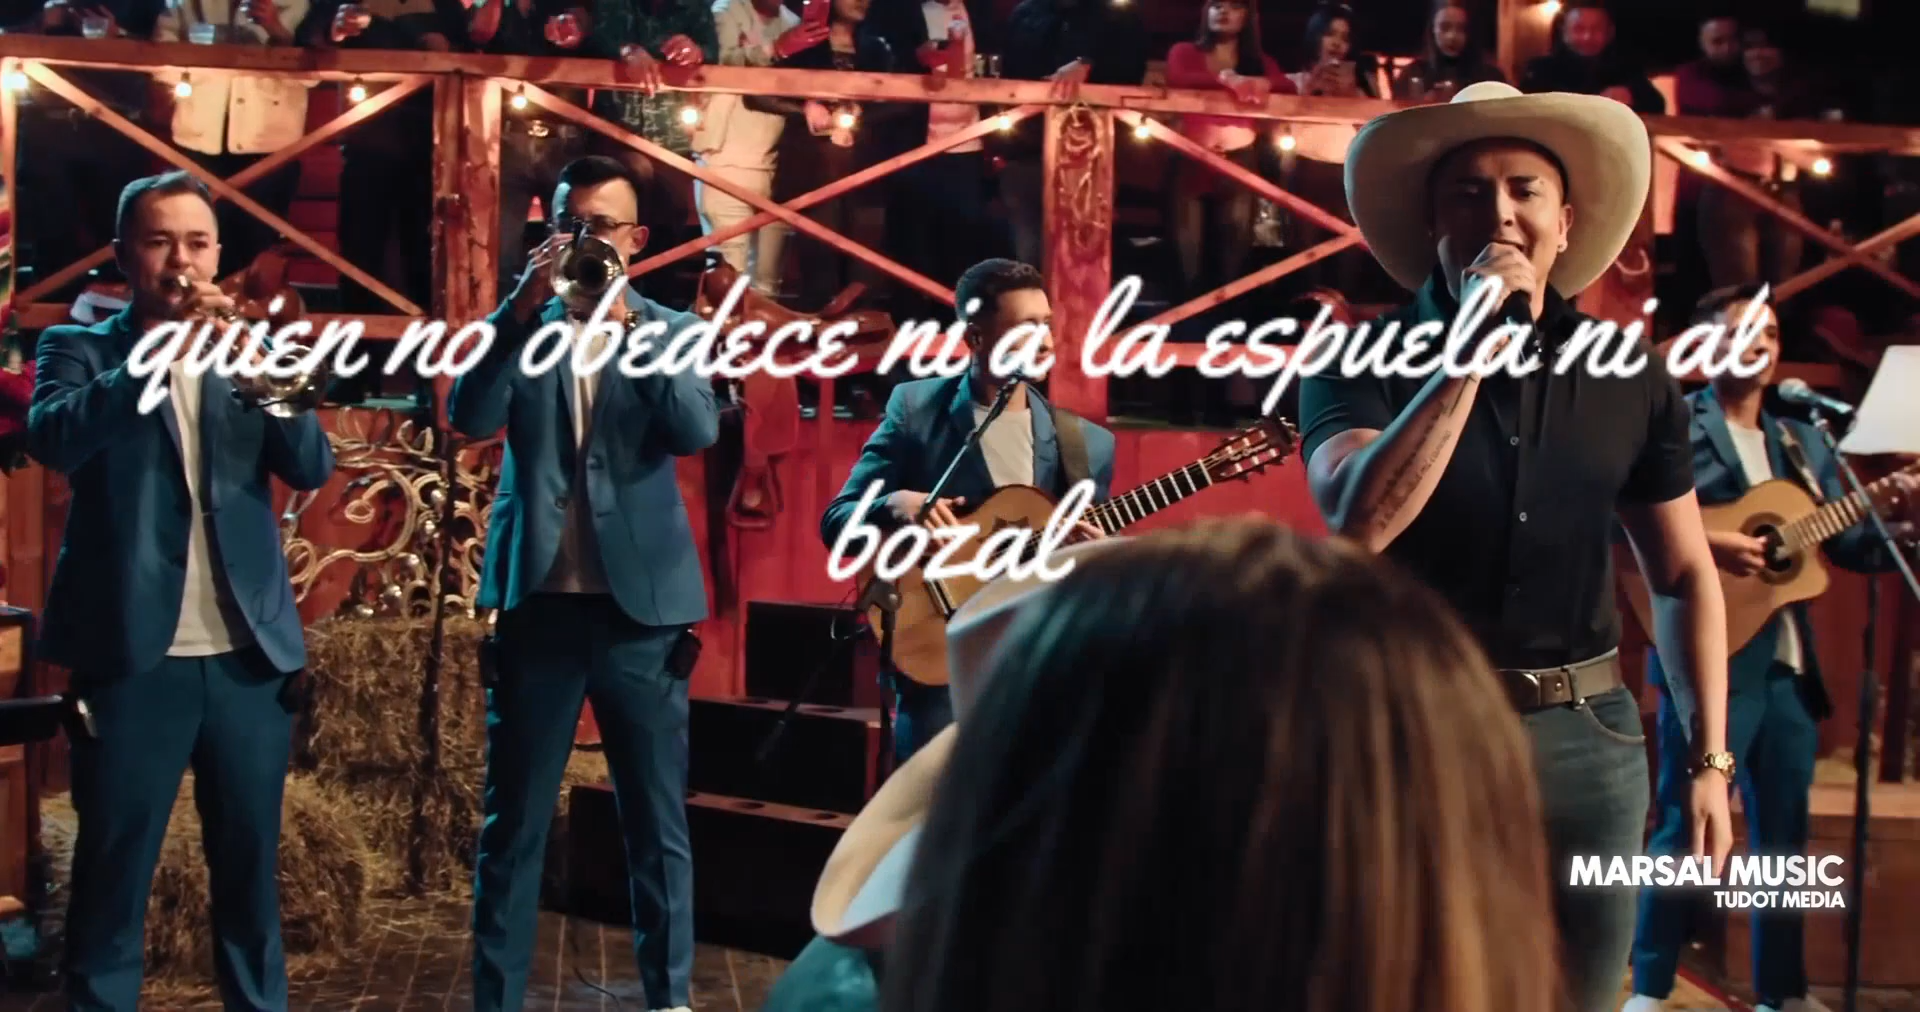 quien no obedece ni a la espuela ni al
bozal
MARSAL MUSIC
TUDOT MEDIA